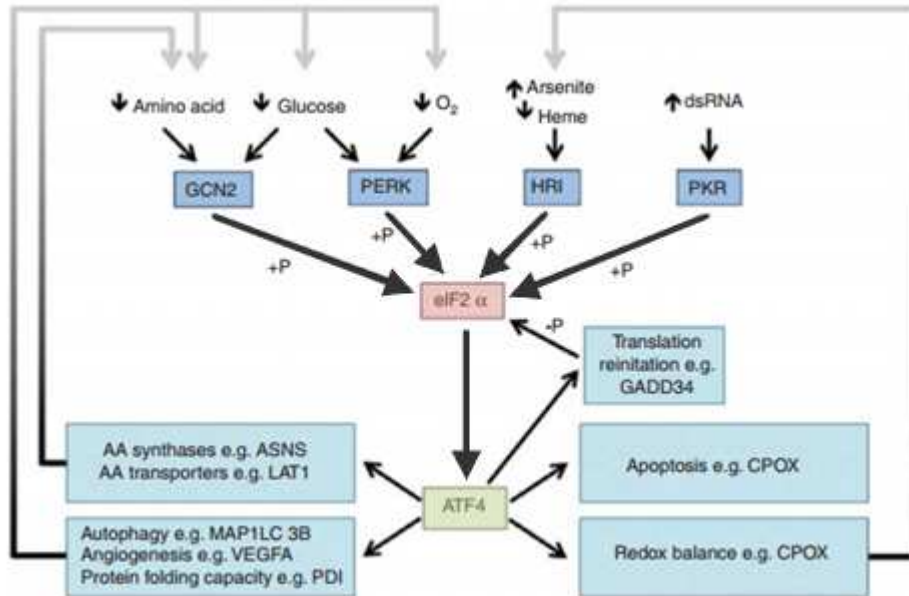 Amino acid
Glucose
O2
Arsenite
Heme
dsRNA
GCN2
PERK
HRI
PKR
+P
+P
+P
+P
eIF2 α
-P
Translation
reinitation e.g.
GADD34
AA synthases e.g. ASNS
AA transporters e.g. LAT1
Apoptosis e.g. CPOX
ATF4
Autophagy e.g. MAP1LC 3B
Angiogenesis e.g. VEGFA
Protein folding capacity e.g. PDI
Redox balance e.g. CPOX